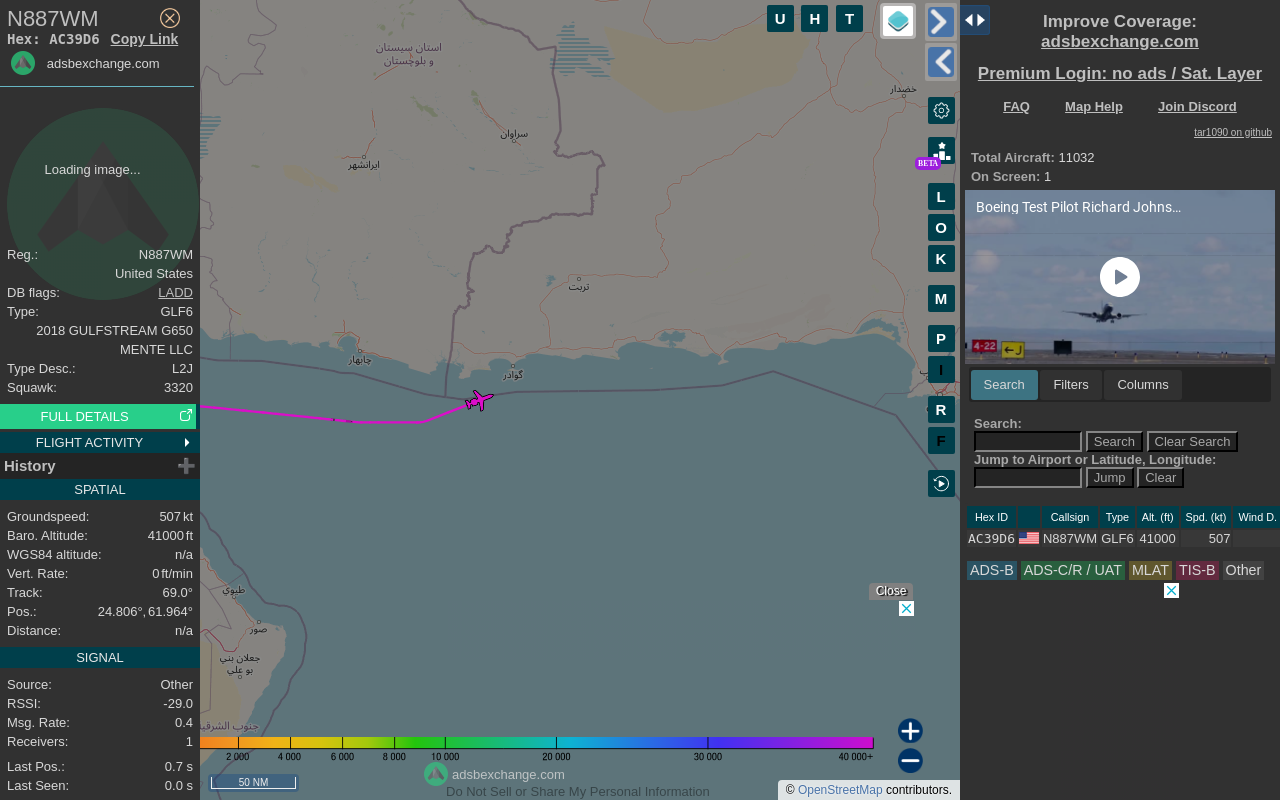 N887WM
Hex: AC39D6 Copy Link
adsbexchange.com
Loading image...
Reg.: N887WM
United States
DB flags: LADD
Type: GLF6
2018 GULFSTREAM G650
MENTE LLC
Type Desc.: L2J
Squawk: 3320
FULL DETAILS
FLIGHT ACTIVITY
History
SPATIAL
Groundspeed: 507 kt
Baro. Altitude: 41000 ft
WGS84 altitude: n/a
Vert. Rate: 0 ft/min
Track: 69.0°
Pos.: 24.806°, 61.964°
Distance: n/a
SIGNAL
Source: Other
RSSI: -29.0
Msg. Rate: 0.4
Receivers: 1
Last Pos.: 0.7 s
Last Seen: 0.0 s
استان سیستان
و بلوچستان
خضدار
سراوان
ایرانشهر
تربت
چابهار
گوادر
طيوي
صور
جعلان بني
بو علي
جنوب الشرقية
U H T
BETA
L
O
K
M
P
I
R
F
Close
2 000 4 000 6 000 8 000 10 000 20 000 30 000 40 000+
50 NM
adsbexchange.com
Do Not Sell or Share My Personal Information
© OpenStreetMap contributors.
Improve Coverage:
adsbexchange.com
Premium Login: no ads / Sat. Layer
FAQ Map Help Join Discord
tar1090 on github
Total Aircraft: 11032
On Screen: 1
Boeing Test Pilot Richard Johns...
4-22 J
Search Filters Columns
Search:
Search Clear Search
Jump to Airport or Latitude, Longitude:
Jump Clear
Hex ID Callsign Type Alt. (ft) Spd. (kt) Wind D.
AC39D6 N887WM GLF6 41000 507
ADS-B ADS-C/R / UAT MLAT TIS-B Other